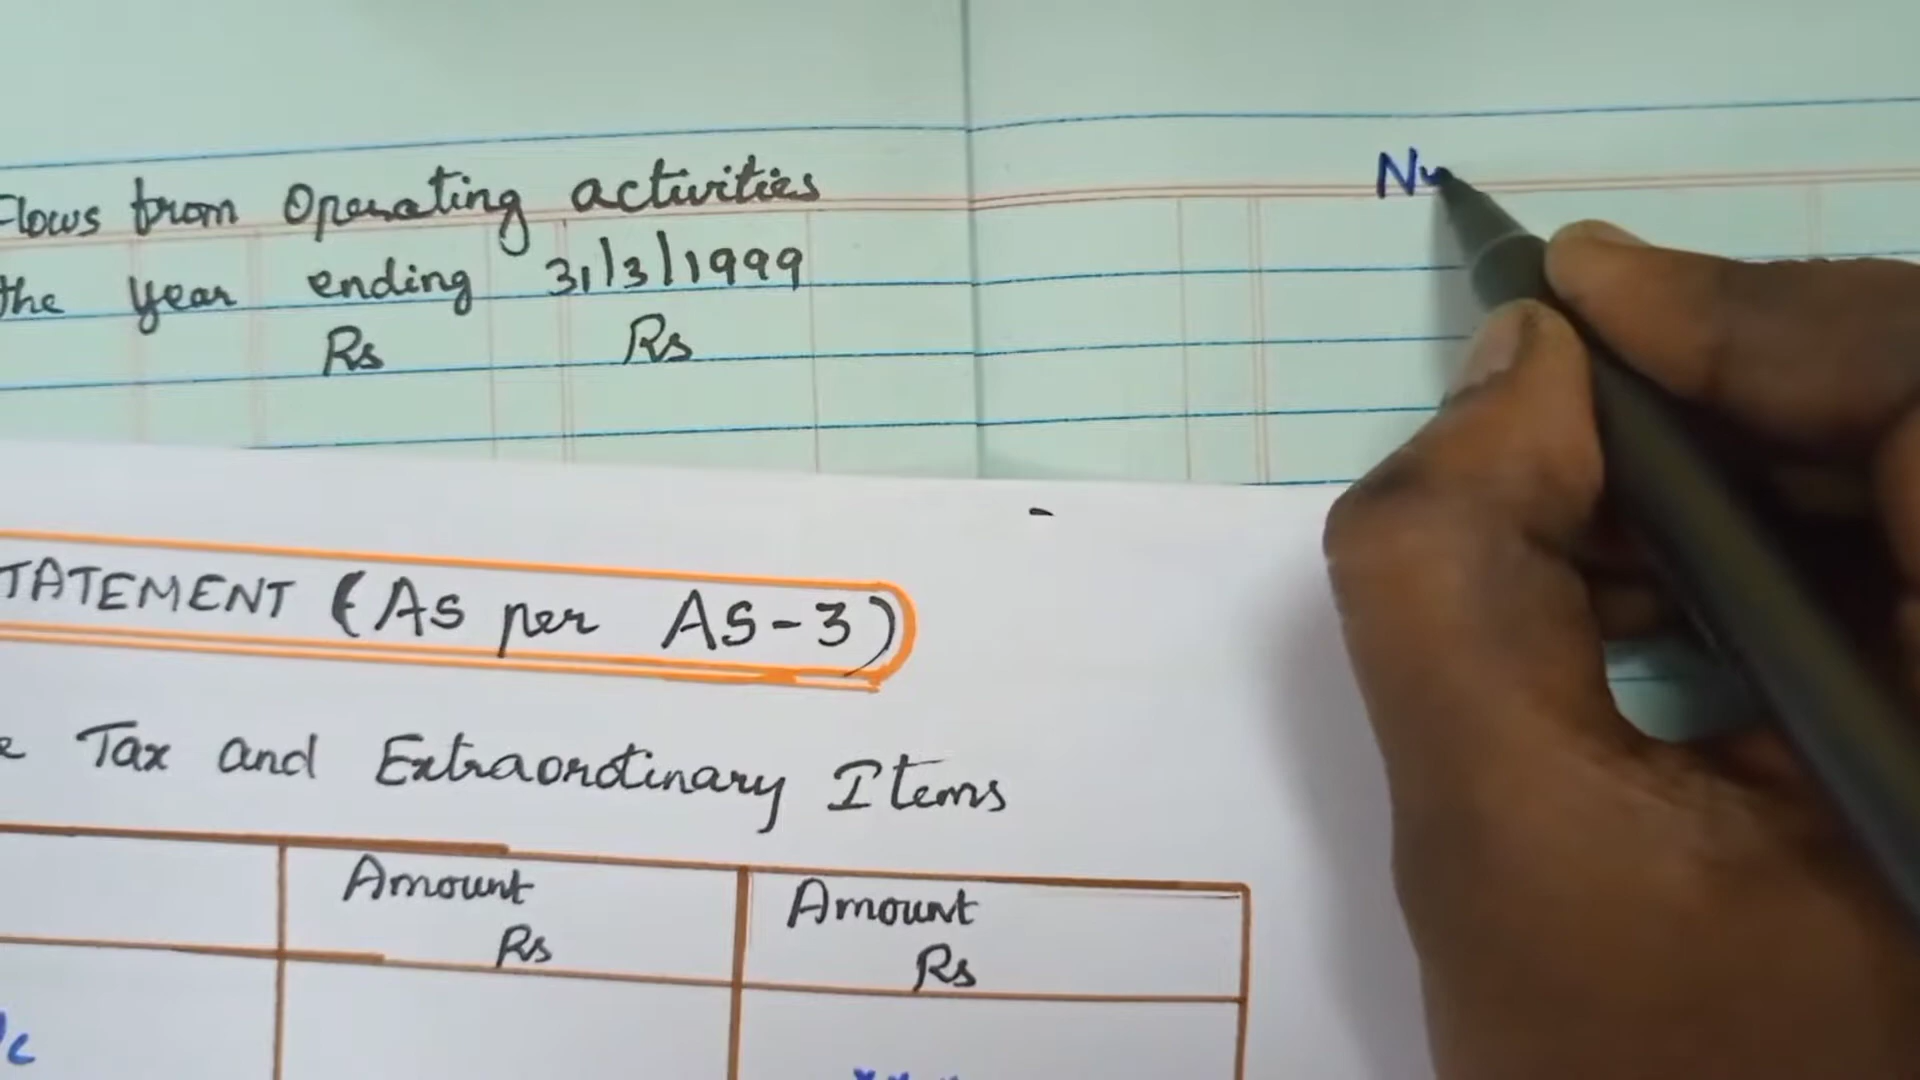 Flows from Operating activities
the year ending 31/3/1999
Rs Rs
Nu
TATEMENT (As per AS-3)
e Tax and Extraordinary Items
Amount Amount
Rs Rs
/c